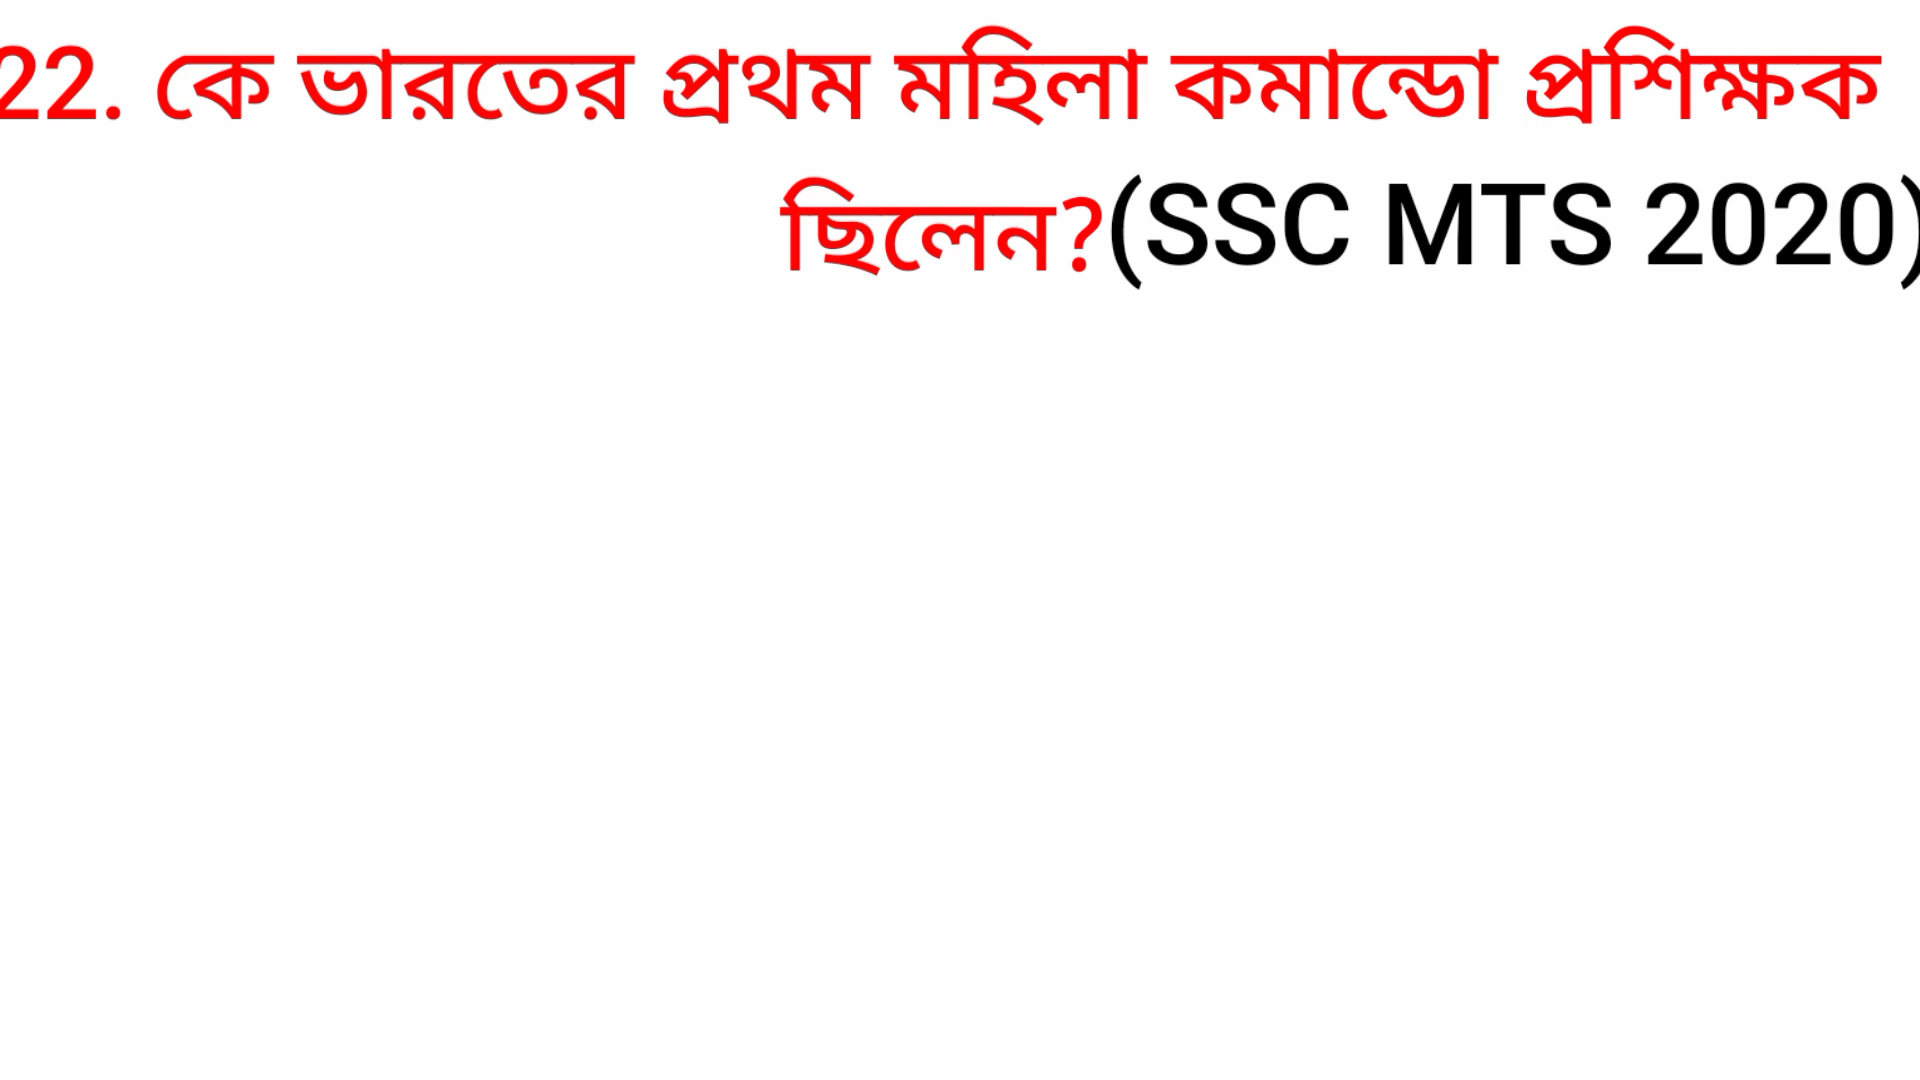 22. কে ভারতের প্রথম মহিলা কমান্ডো প্রশিক্ষক
ছিলেন?(SSC MTS 2020)